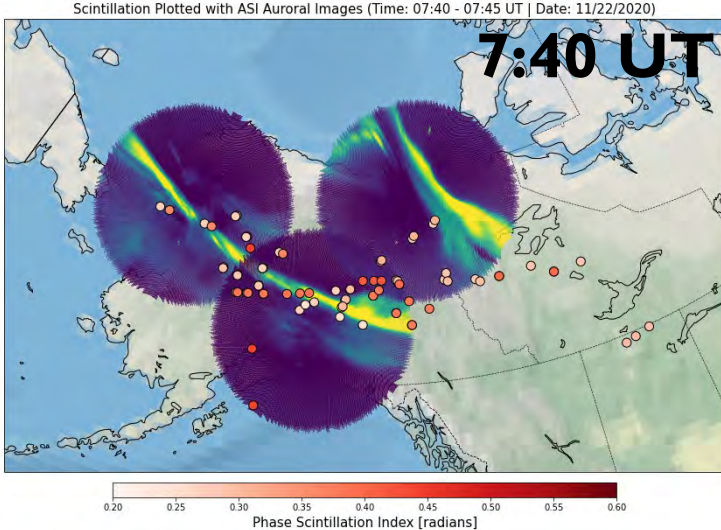 Scintillation Plotted with ASI Auroral Images (Time: 07:40 - 07:45 UT | Date: 11/22/2020)
7:40 UT
0.20 0.25 0.30 0.35 0.40 0.45 0.50 0.55 0.60
Phase Scintillation Index [radians]